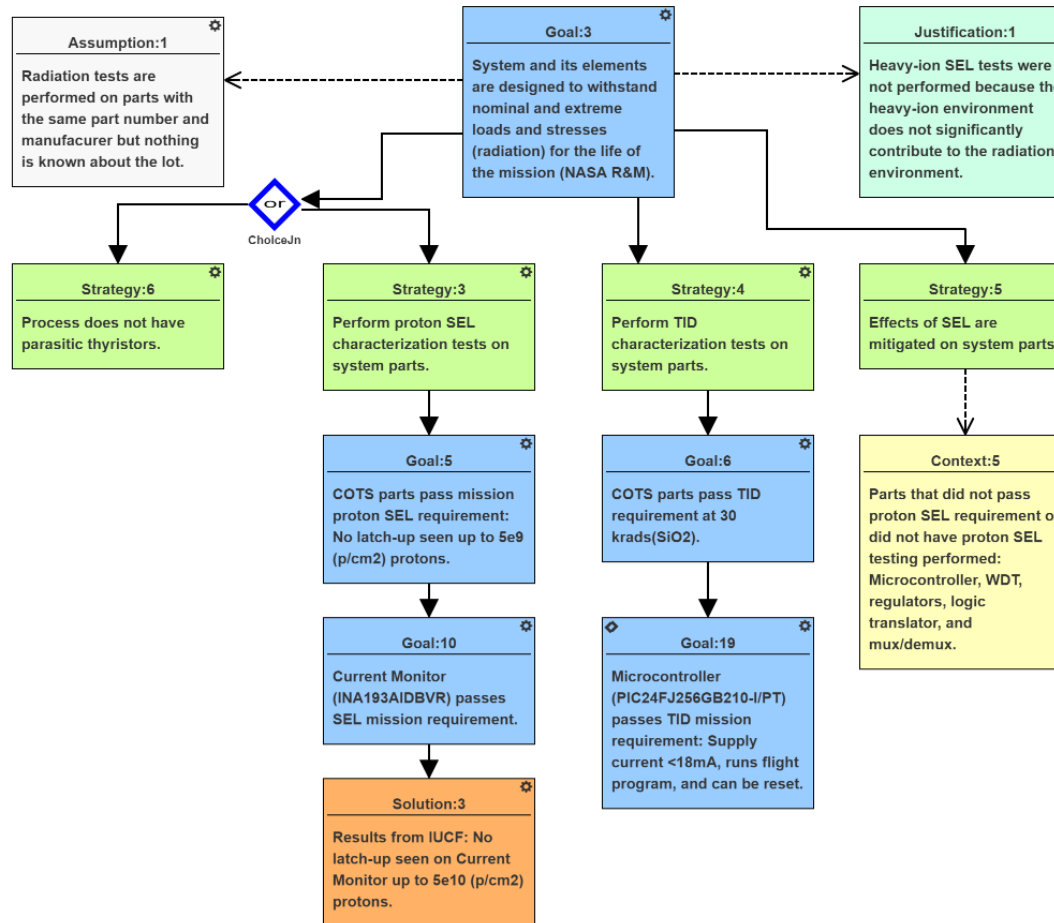 Assumption:1
Radiation tests are
performed on parts with
the same part number and
manufacurer but nothing
is known about the lot.
Goal:3
System and its elements
are designed to withstand
nominal and extreme
loads and stresses
(radiation) for the life of
the mission (NASA R&M).
Justification:1
Heavy-ion SEL tests were
not performed because the
heavy-ion environment
does not significantly
contribute to the radiation
environment.
or
ChoiceJn
Strategy:6
Process does not have
parasitic thyristors.
Strategy:3
Perform proton SEL
characterization tests on
system parts.
Strategy:4
Perform TID
characterization tests on
system parts.
Strategy:5
Effects of SEL are
mitigated on system parts
Goal:5
COTS parts pass mission
proton SEL requirement:
No latch-up seen up to 5e9
(p/cm2) protons.
Goal:6
COTS parts pass TID
requirement at 30
krads(SiO2).
Context:5
Parts that did not pass
proton SEL requirement o
did not have proton SEL
testing performed:
Microcontroller, WDT,
regulators, logic
translator, and
mux/demux.
Goal:10
Current Monitor
(INA193AIDBVR) passes
SEL mission requirement.
Goal:19
Microcontroller
(PIC24FJ256GB210-I/PT)
passes TID mission
requirement: Supply
current <18mA, runs flight
program, and can be reset.
Solution:3
Results from IUCF: No
latch-up seen on Current
Monitor up to 5e10 (p/cm2)
protons.